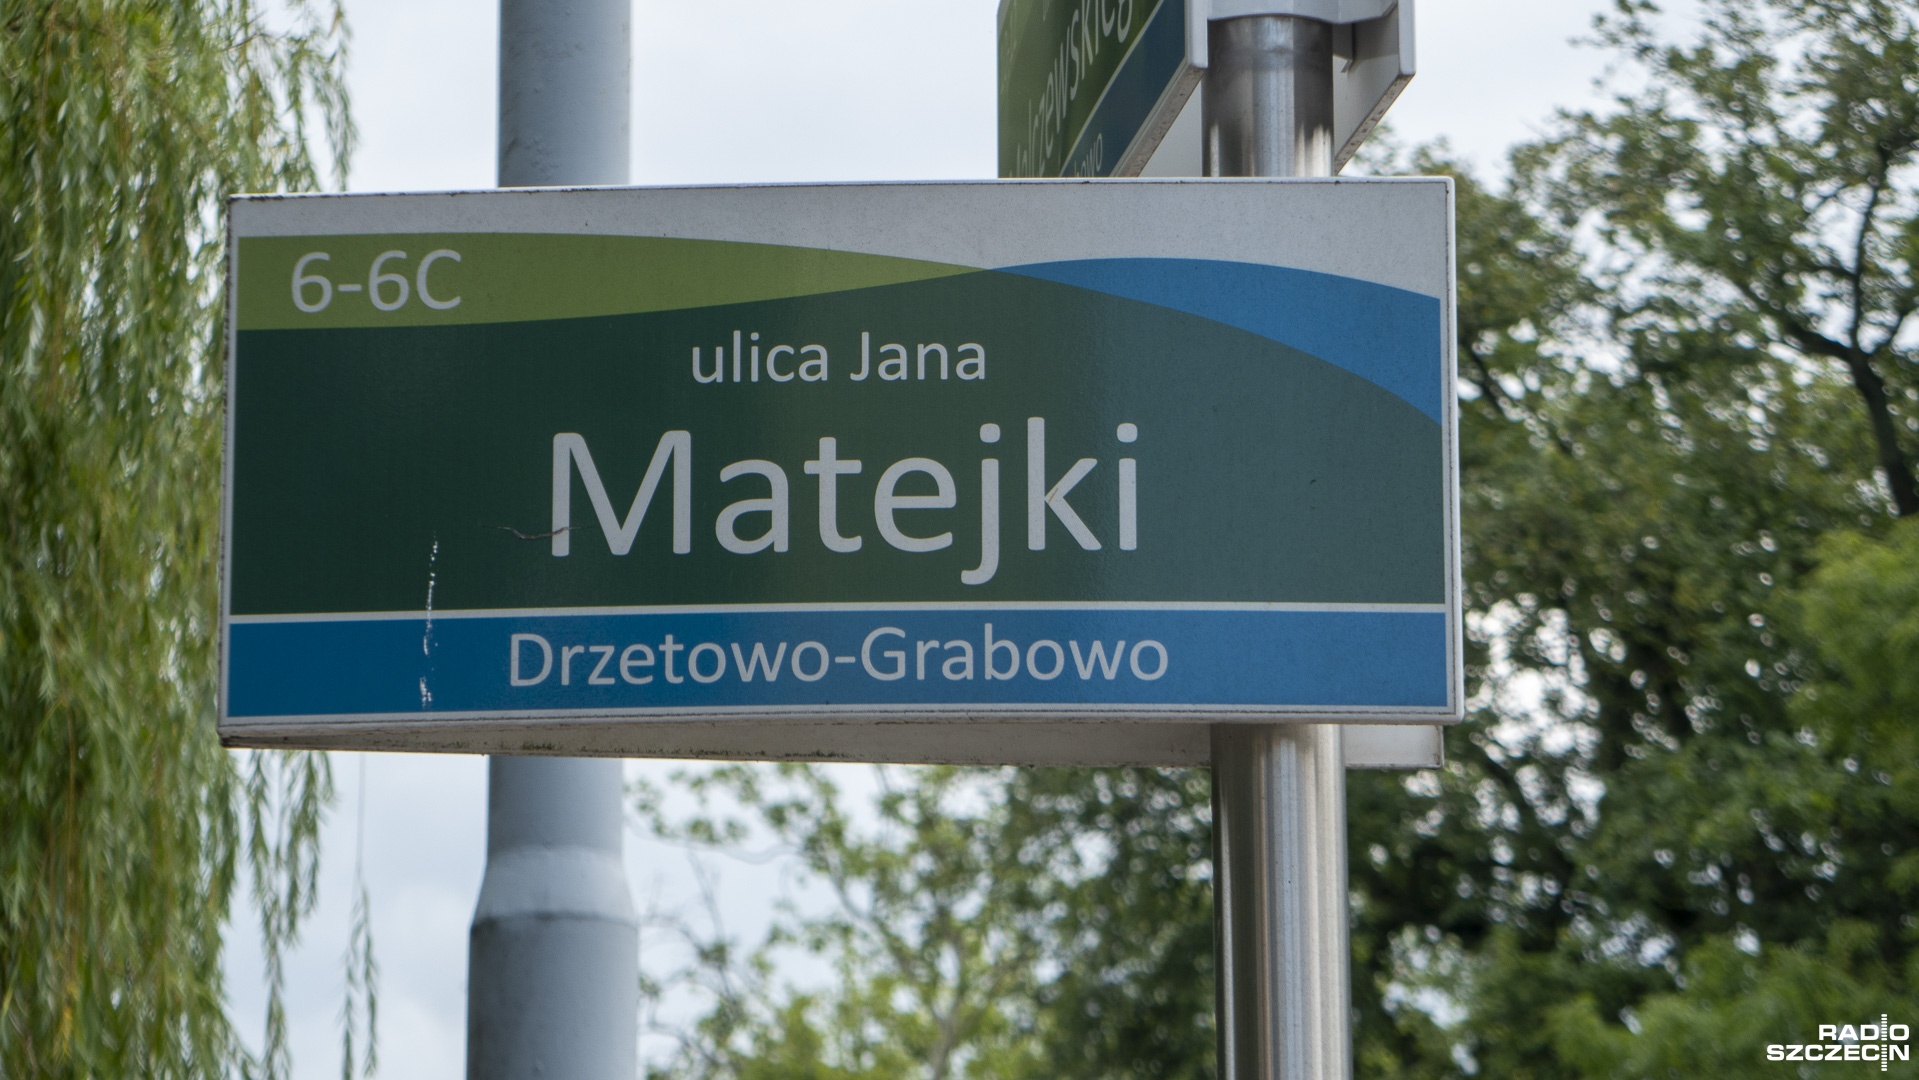 6-6C
ulica Jana
Matejki
Drzetowo-Grabowo
RADIO
SZCZECIN